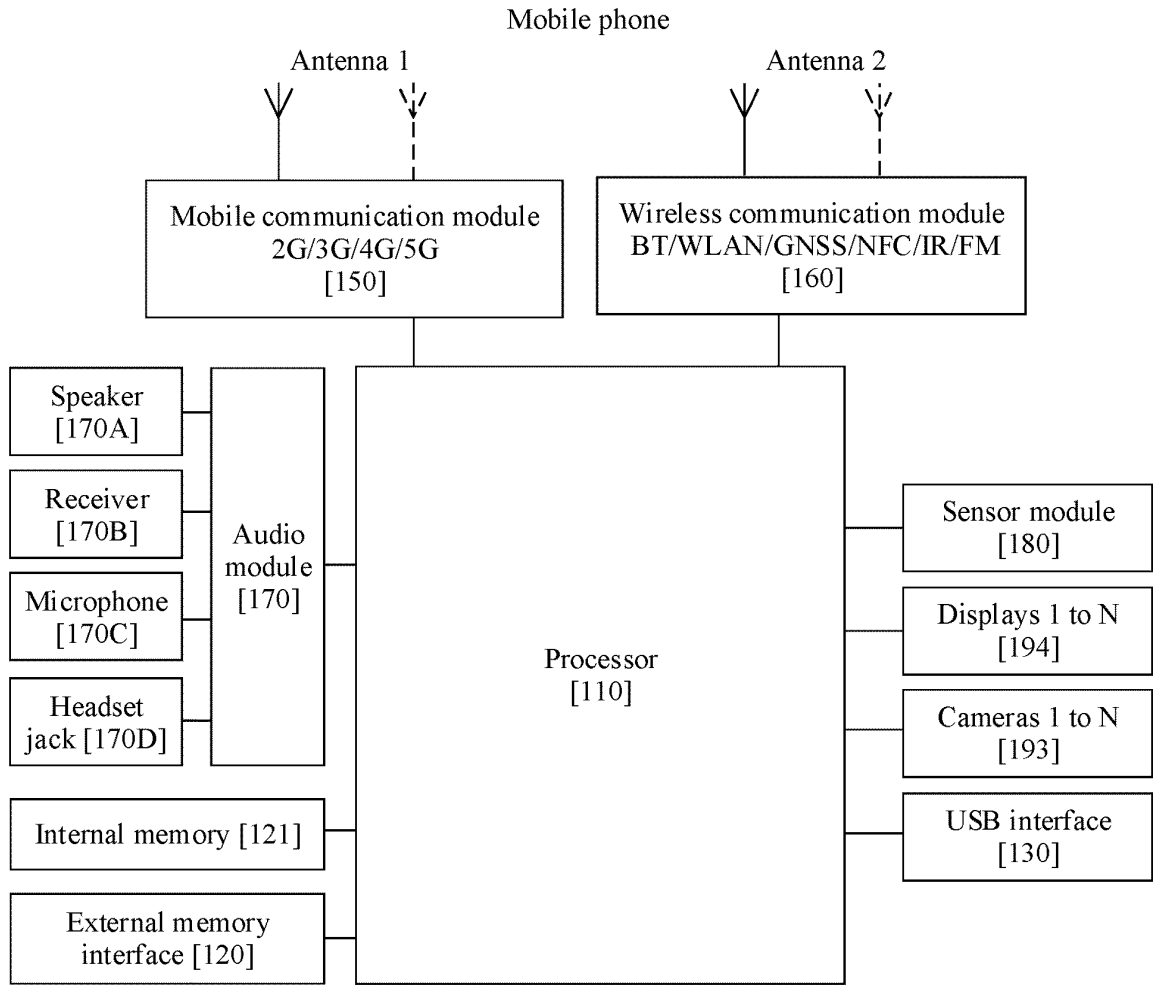 Mobile phone
Antenna 1
Antenna 2
Mobile communication module
2G/3G/4G/5G
[150]
Wireless communication module
BT/WLAN/GNSS/NFC/IR/FM
[160]
Speaker
[170A]
Receiver
[170B]
Microphone
[170C]
Headset
jack [170D]
Audio
module
[170]
Internal memory [121]
External memory
interface [120]
Processor
[110]
Sensor module
[180]
Displays 1 to N
[194]
Cameras 1 to N
[193]
USB interface
[130]